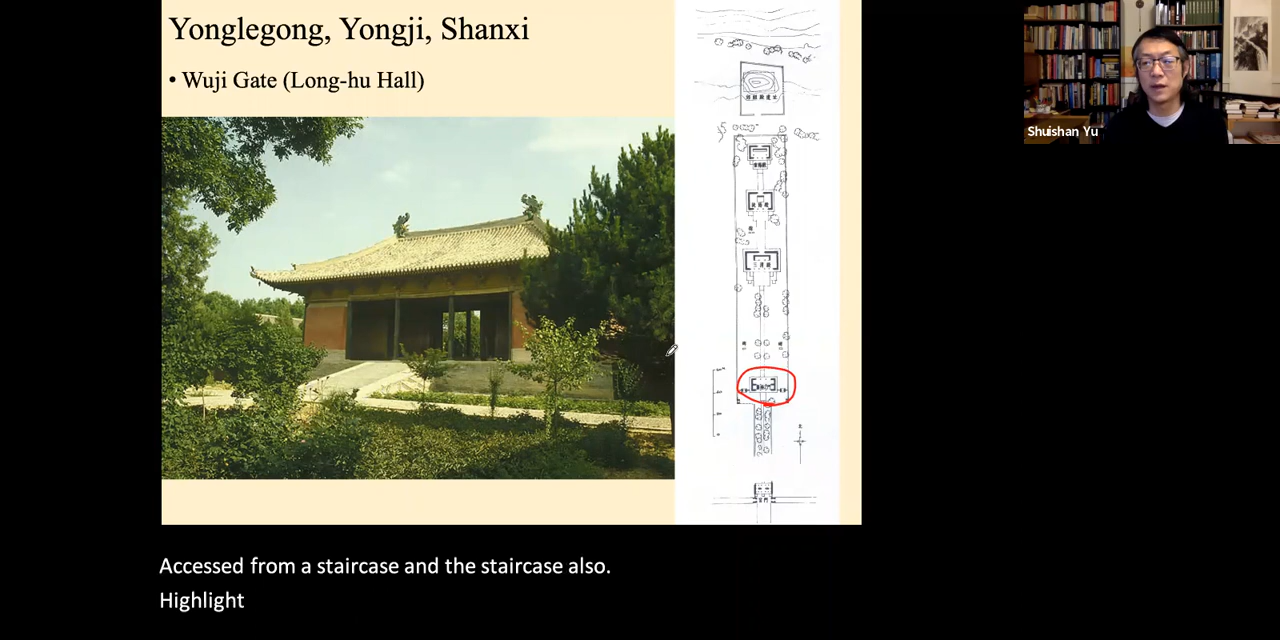 Yonglegong, Yongji, Shanxi
• Wuji Gate (Long-hu Hall)
Shuishan Yu
Accessed from a staircase and the staircase also.
Highlight